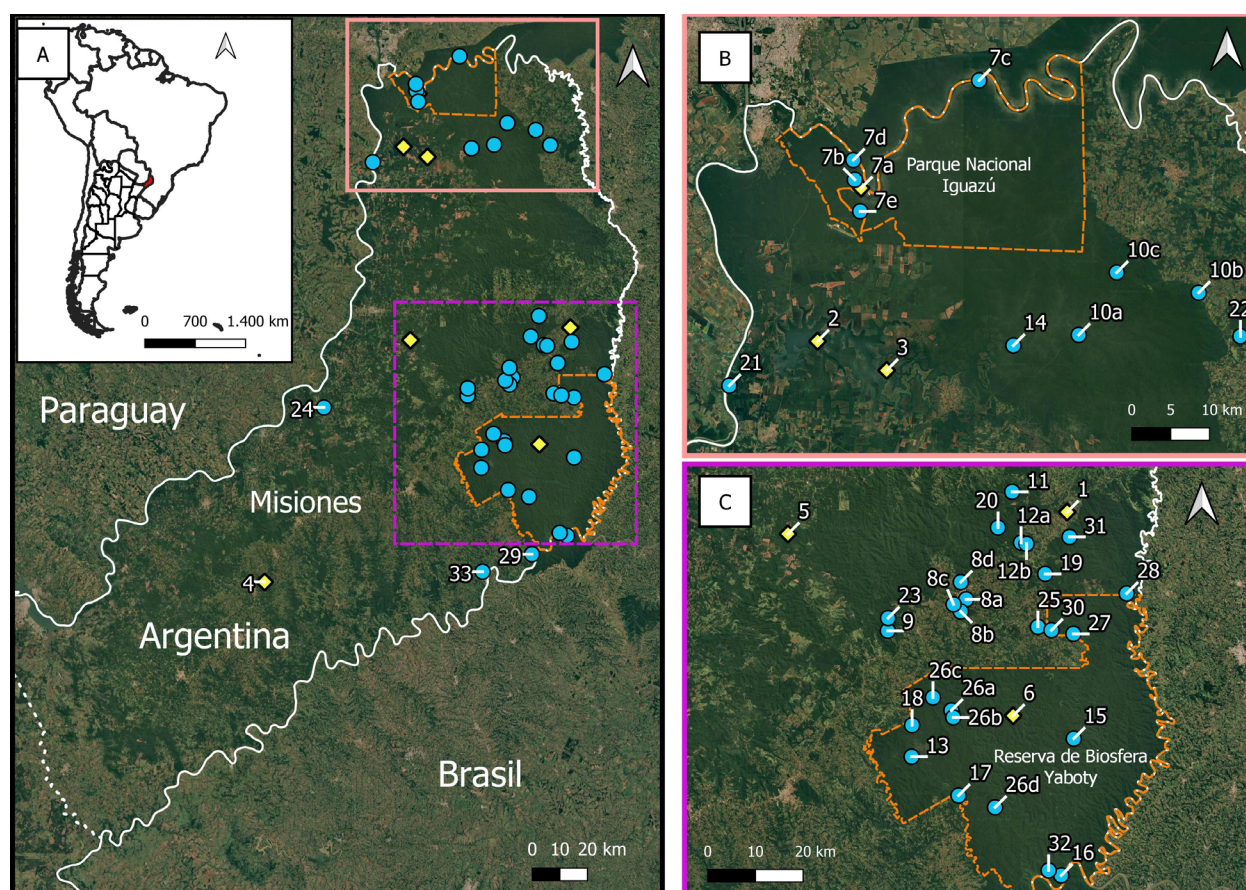 A
0 700 1.400 km
Paraguay
24
Misiones
29
33
4
Argentina
Brasil
0 10 20 km
B
7c
7d
7b
7a
Parque Nacional
Iguazú
7e
10c
10b
2
22
14
10a
3
21
0 5 10 km
C
11
1
20
12a
5
31
8d
12b
19
8c
28
23
8a
25
30
9
8b
27
26c
26a
6
18
26b
15
13
Reserva de Biosfera
Yaboty
17
26d
32
16
0 10 20 km